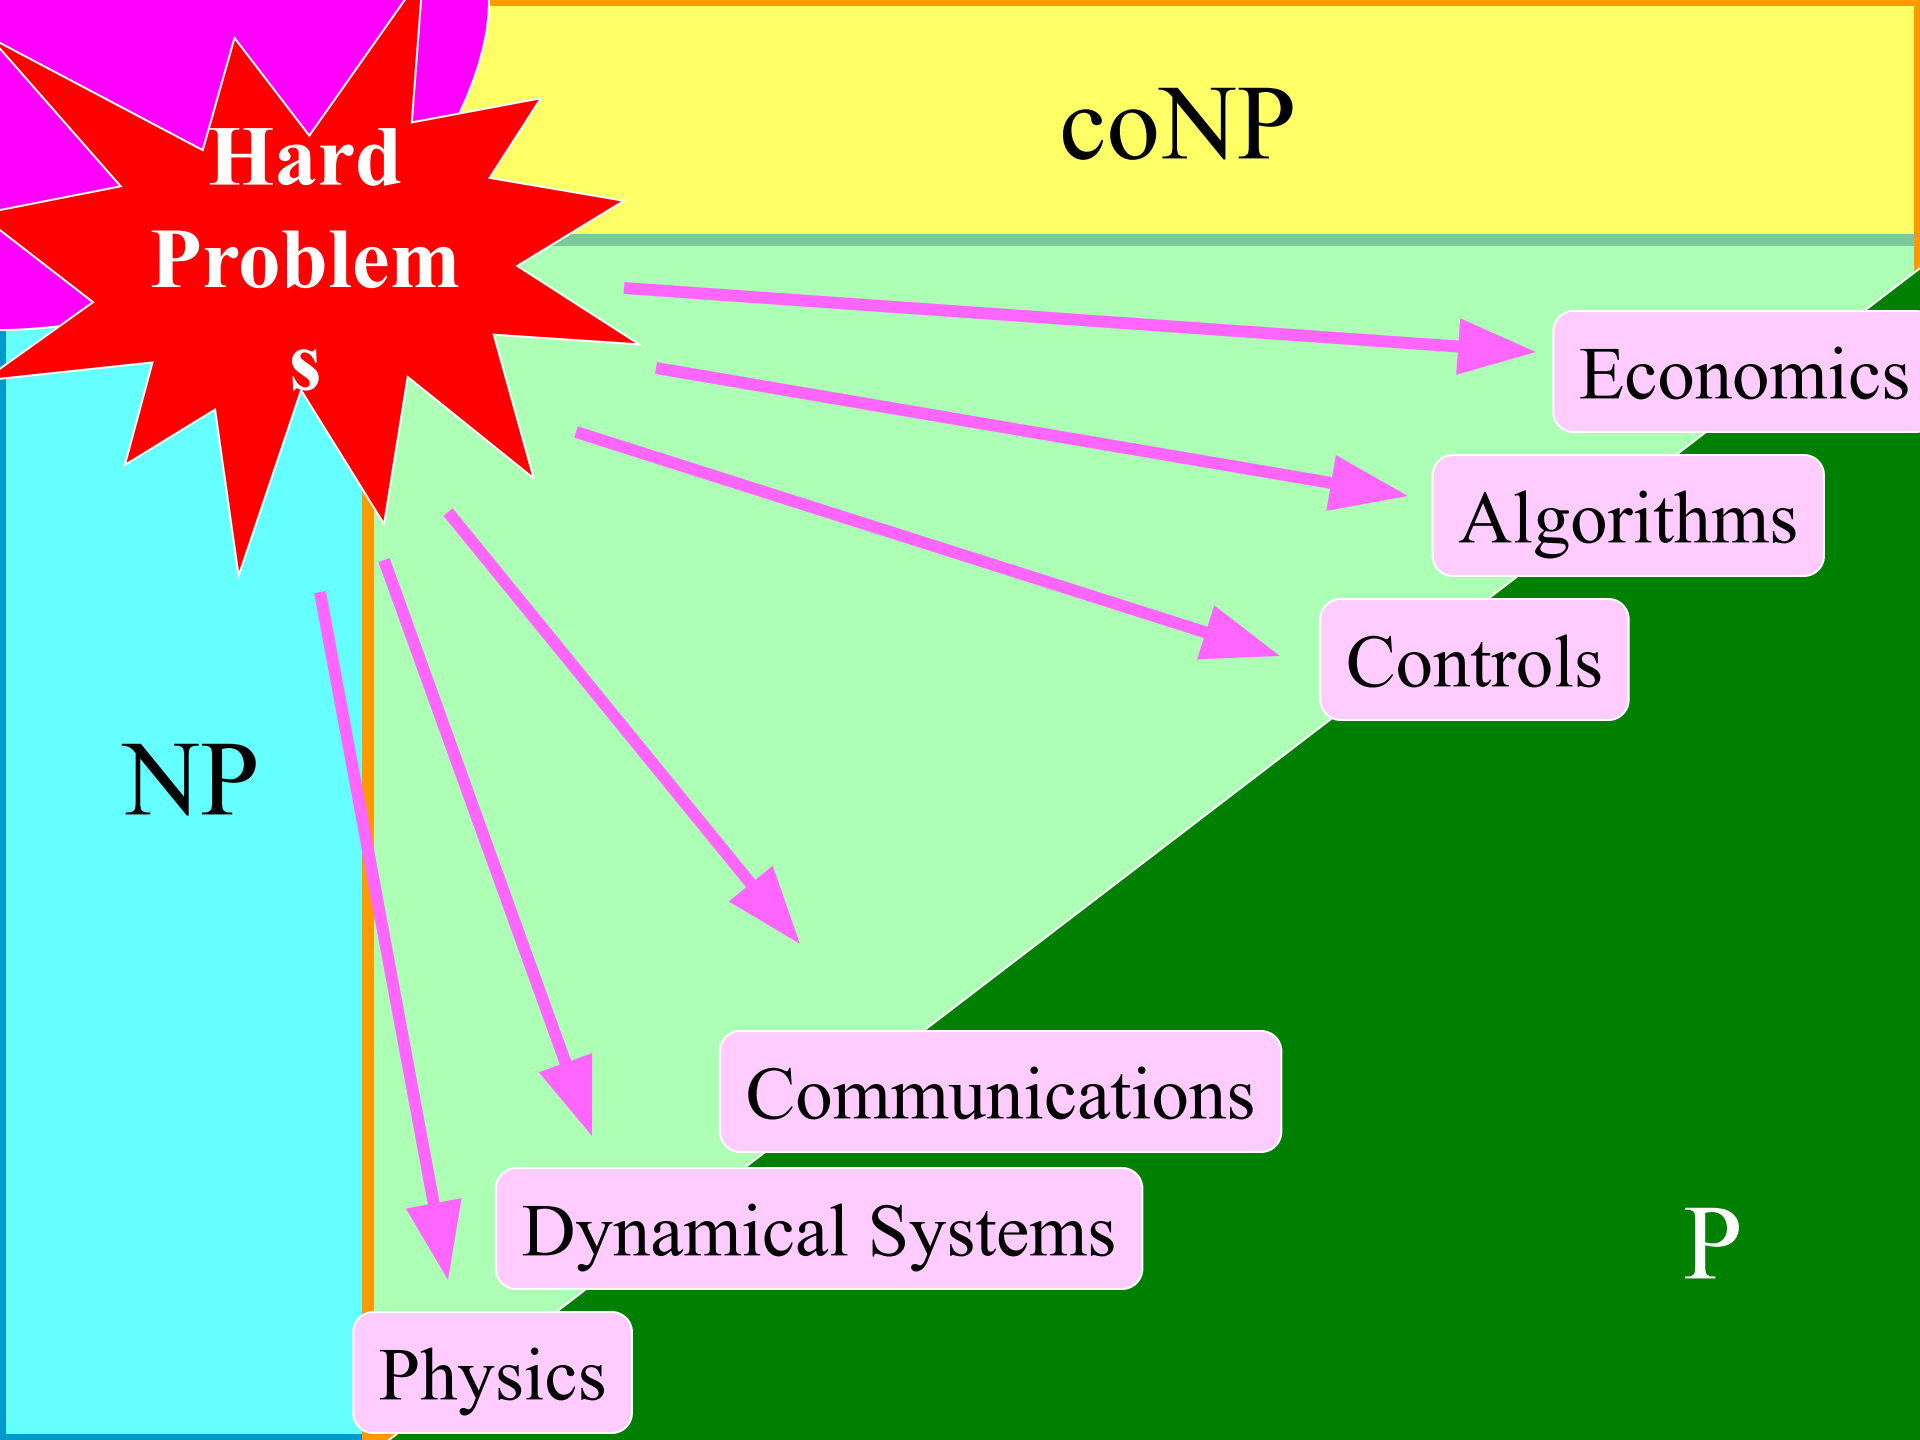 coNP
Hard
Problem
s
Economics
Algorithms
Controls
NP
Communications
Dynamical Systems
P
Physics